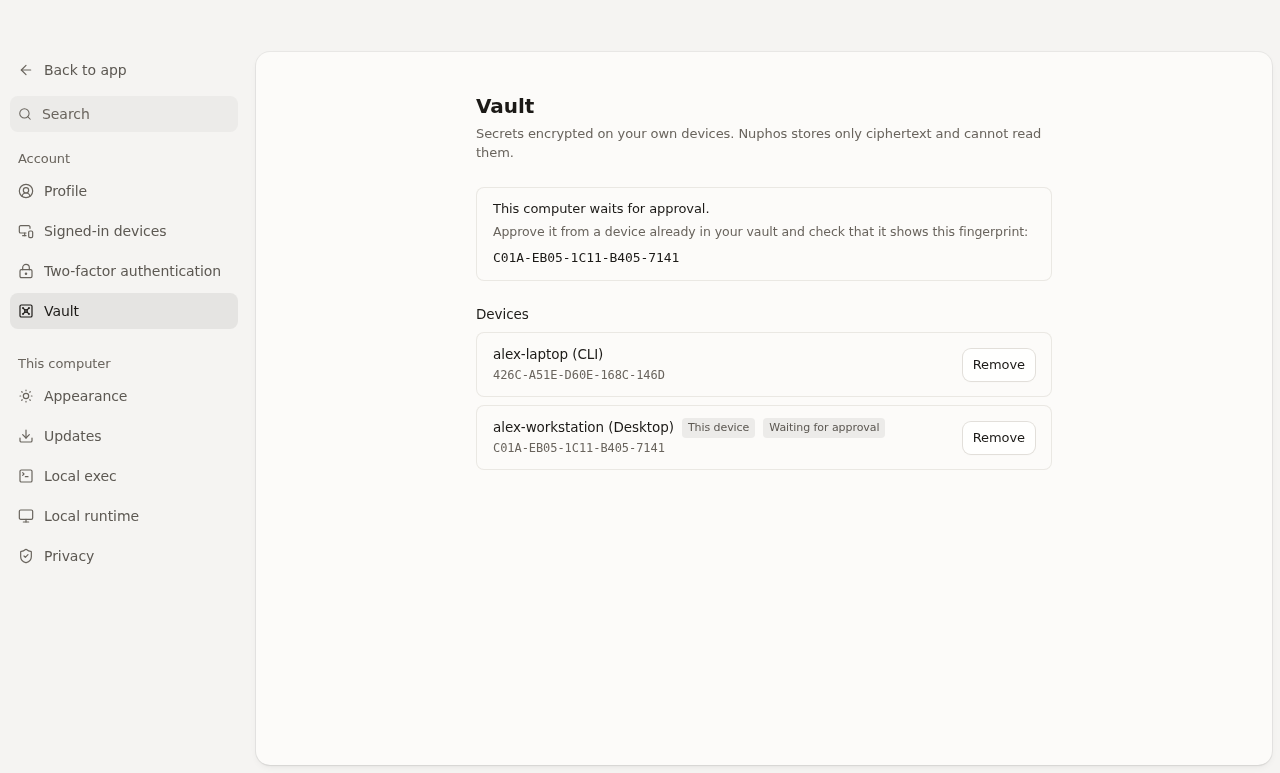 Back to app
Search
Account
Profile
Signed-in devices
Two-factor authentication
Vault
This computer
Appearance
Updates
Local exec
Local runtime
Privacy
Vault
Secrets encrypted on your own devices. Nuphos stores only ciphertext and cannot read
them.
This computer waits for approval.
Approve it from a device already in your vault and check that it shows this fingerprint:
C01A-EB05-1C11-B405-7141
Devices
alex-laptop (CLI)
426C-A51E-D60E-168C-146D
Remove
alex-workstation (Desktop) This device Waiting for approval
C01A-EB05-1C11-B405-7141
Remove